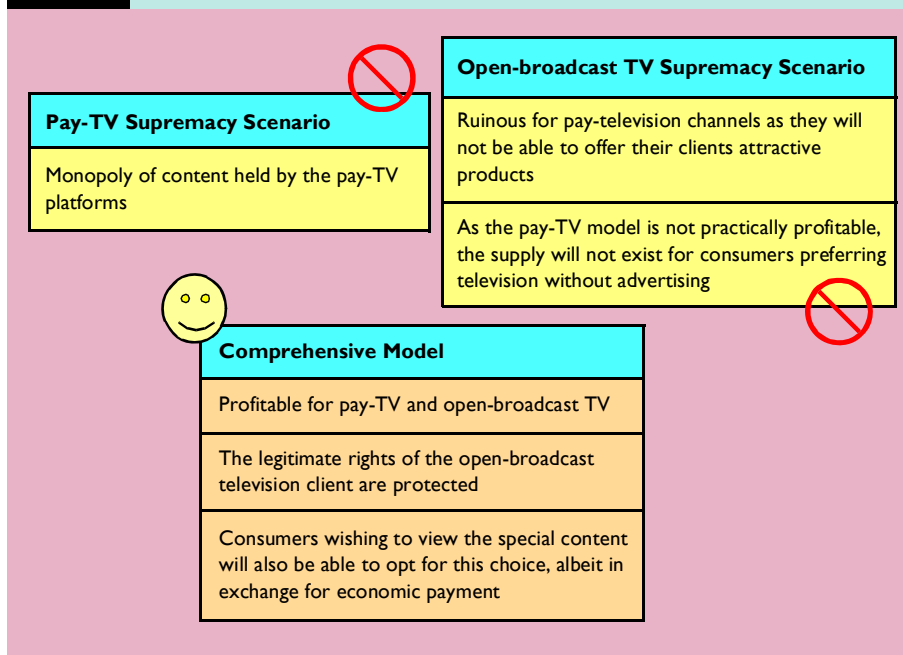 Pay-TV Supremacy Scenario
Monopoly of content held by the pay-TV
platforms
Open-broadcast TV Supremacy Scenario
Ruinous for pay-television channels as they will
not be able to offer their clients attractive
products
As the pay-TV model is not practically profitable,
the supply will not exist for consumers preferring
television without advertising
Comprehensive Model
Profitable for pay-TV and open-broadcast TV
The legitimate rights of the open-broadcast
television client are protected
Consumers wishing to view the special content
will also be able to opt for this choice, albeit in
exchange for economic payment